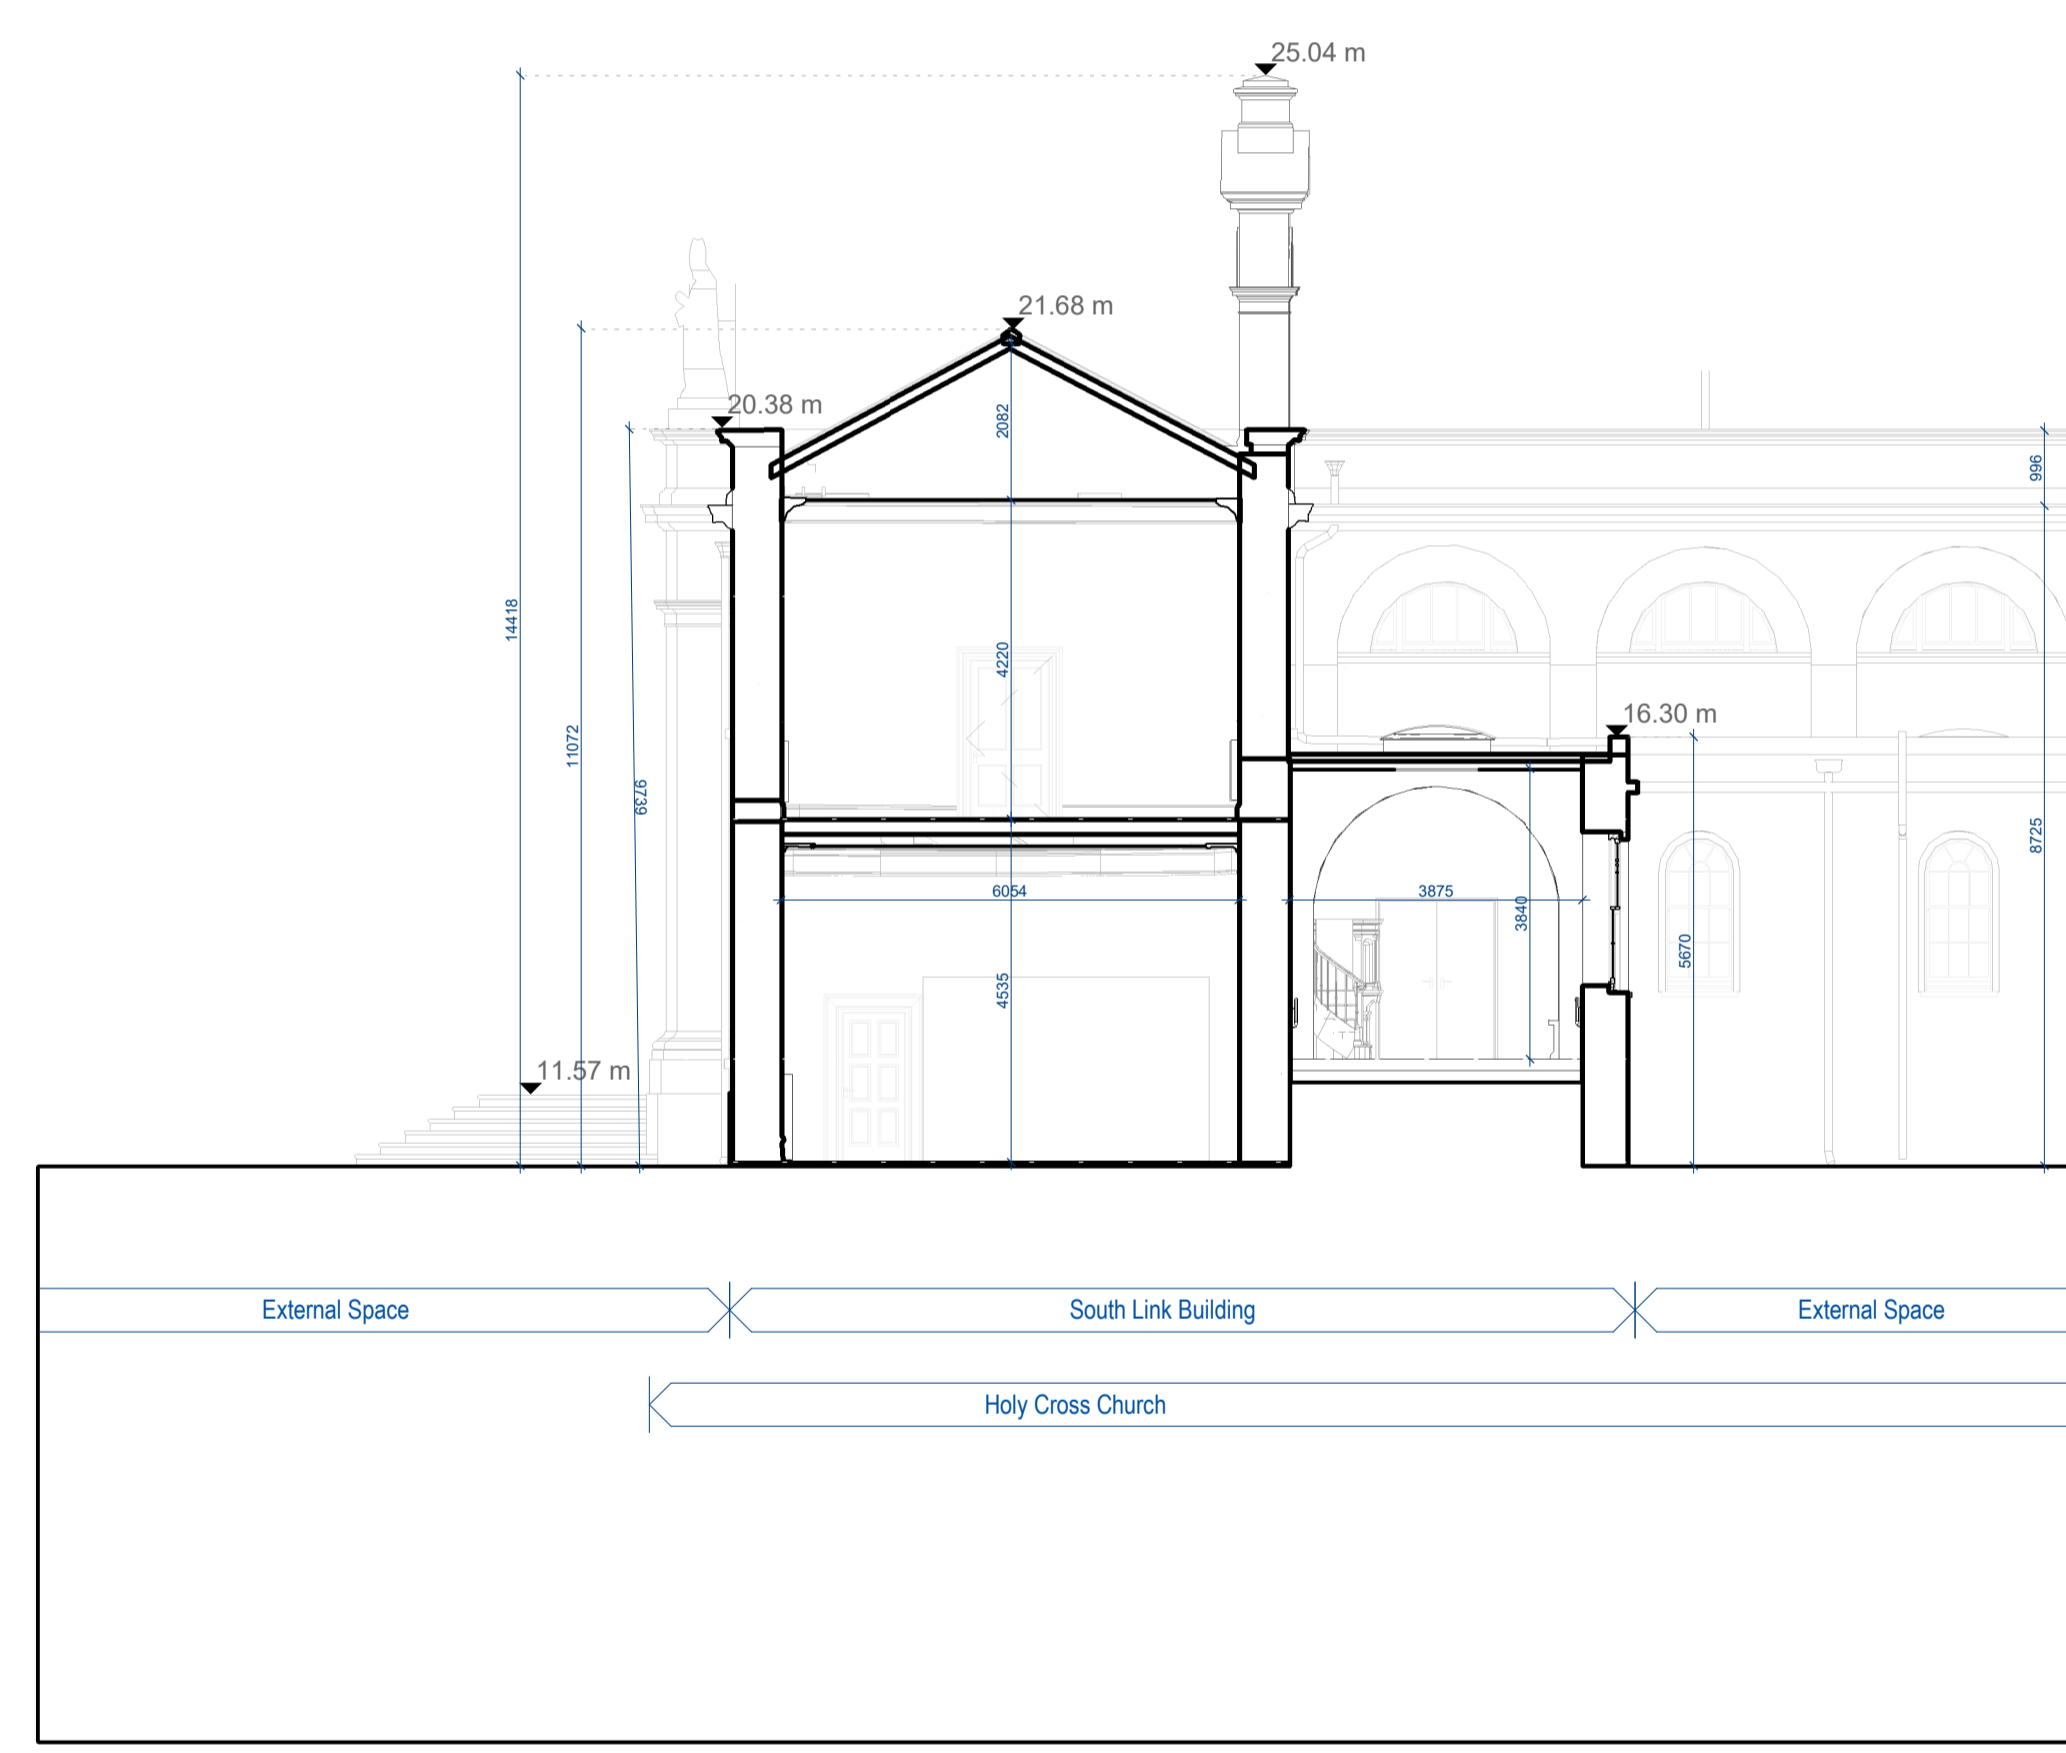 25.04 m
21.68 m
20.38 m
2082
996
14418
4220
16.30 m
11072
9739
8725
6054
3875
3840
5670
4535
11.57 m
External Space
South Link Building
External Space
Holy Cross Church